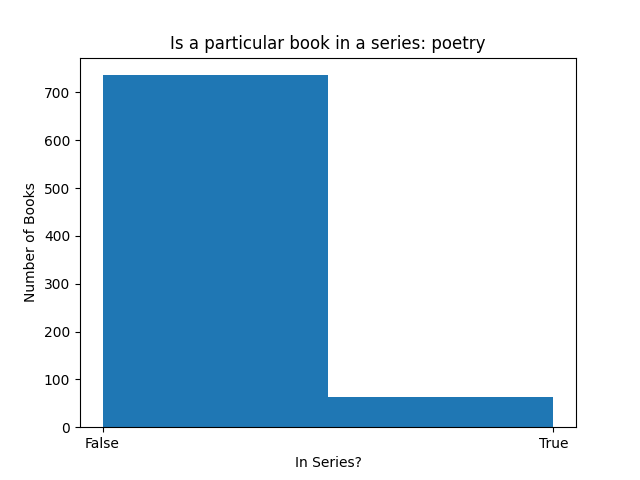 Is a particular book in a series: poetry
Number of Books
700
600
500
400
300
200
100
0
False
True
In Series?